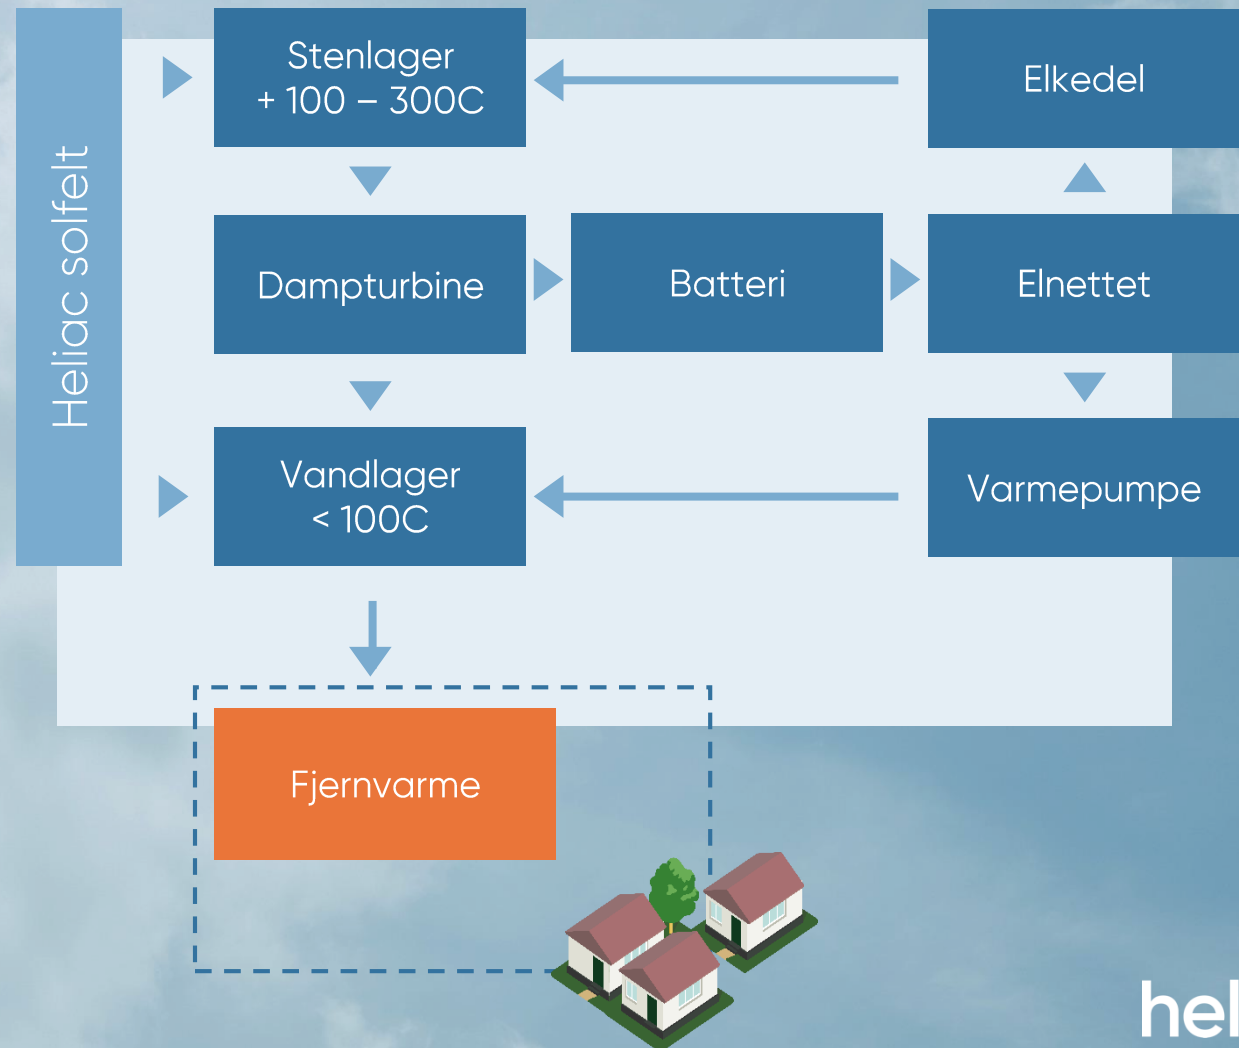 Heliac solfelt
Stenlager
+ 100 – 300C
Elkedel
Dampturbine
Batteri
Elnettet
Vandlager
< 100C
Varmepumpe
Fjernvarme
hel